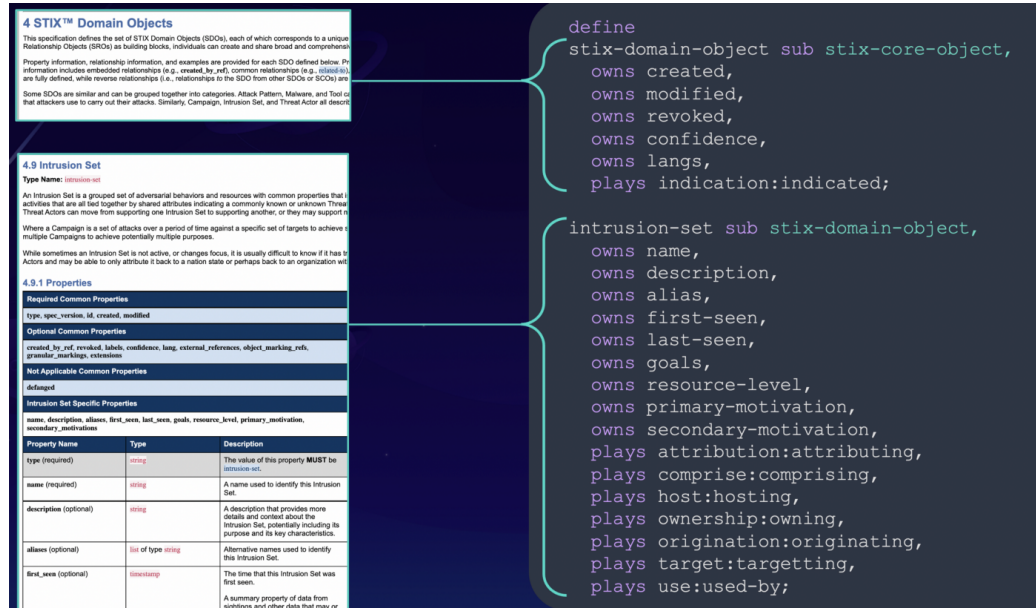 4 STIX™ Domain Objects
This specification defines the set of STIX Domain Objects (SDOs), each of which corresponds to a unique
Relationship Objects (SROs) as building blocks, individuals can create and share broad and comprehensiv
Property information, relationship information, and examples are provided for each SDO defined below. Pr
information includes embedded relationships (e.g., created_by_ref), common relationships (e.g., related-to),
are fully defined, while reverse relationships (i.e., relationships to the SDO from other SDOs or SCOs) are
Some SDOs are similar and can be grouped together into categories. Attack Pattern, Malware, and Tool ca
that attackers use to carry out their attacks. Similarly, Campaign, Intrusion Set, and Threat Actor all describ
4.9 Intrusion Set
Type Name: intrusion-set
An Intrusion Set is a grouped set of adversarial behaviors and resources with common properties that i
activities that are all tied together by shared attributes indicating a commonly known or unknown Threat
Threat Actors can move from supporting one Intrusion Set to supporting another, or they may support n
Where a Campaign is a set of attacks over a period of time against a specific set of targets to achieve s
multiple Campaigns to achieve potentially multiple purposes.
While sometimes an Intrusion Set is not active, or changes focus, it is usually difficult to know if it has tr
Actors and may be able to only attribute it back to a nation state or perhaps back to an organization wit
4.9.1 Properties
Required Common Properties
type, spec_version, id, created, modified
Optional Common Properties
created_by_ref, revoked, labels, confidence, lang, external_references, object_marking_refs,
granular_markings, extensions
Not Applicable Common Properties
defanged
Intrusion Set Specific Properties
name, description, aliases, first_seen, last_seen, goals, resource_level, primary_motivation,
secondary_motivations
Property Name Type Description
type (required) string The value of this property MUST be
intrusion-set.
name (required) string A name used to identify this Intrusion
Set.
description (optional) string A description that provides more
details and context about the
Intrusion Set, potentially including its
purpose and its key characteristics.
aliases (optional) list of type string Alternative names used to identify
this Intrusion Set.
first_seen (optional) timestamp The time that this Intrusion Set was
first seen.
A summary property of data from
sightings and other data that may or
define
stix-domain-object sub stix-core-object,
owns created,
owns modified,
owns revoked,
owns confidence,
owns langs,
plays indication:indicated;
intrusion-set sub stix-domain-object,
owns name,
owns description,
owns alias,
owns first-seen,
owns last-seen,
owns goals,
owns resource-level,
owns primary-motivation,
owns secondary-motivation,
plays attribution:attributing,
plays comprise:comprising,
plays host:hosting,
plays ownership:owning,
plays origination:originating,
plays target:targetting,
plays use:used-by;